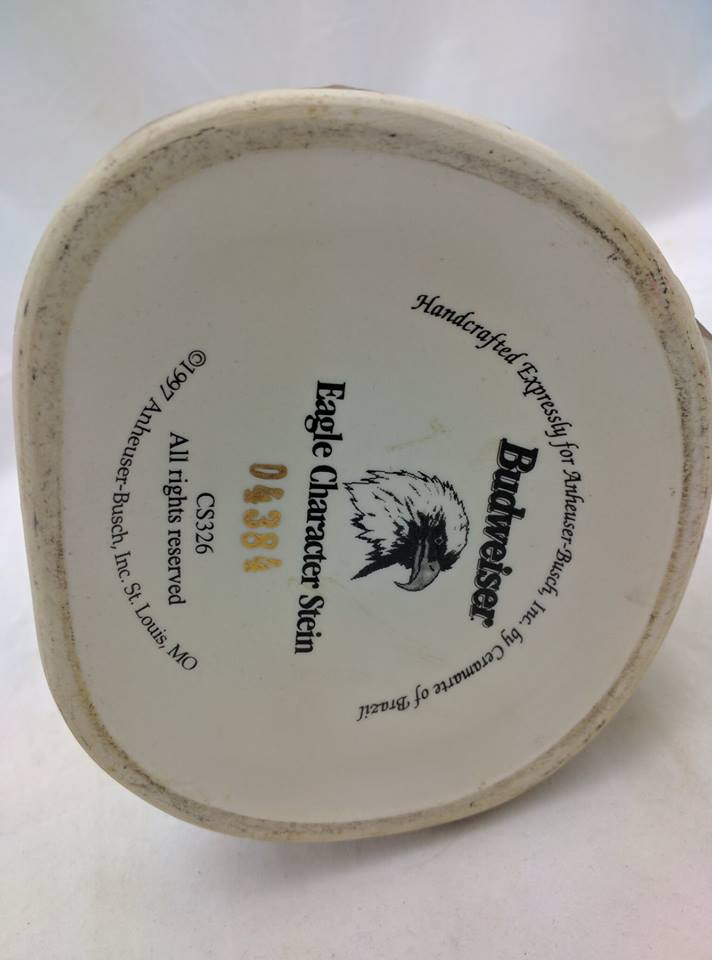 Handcrafted Expressly for Anheuser-Busch, Inc. by Ceramarte of Brazil
Budweiser
Eagle Character Stein
04384
CS326
All rights reserved
©1997 Anheuser-Busch, Inc. St. Louis, MO